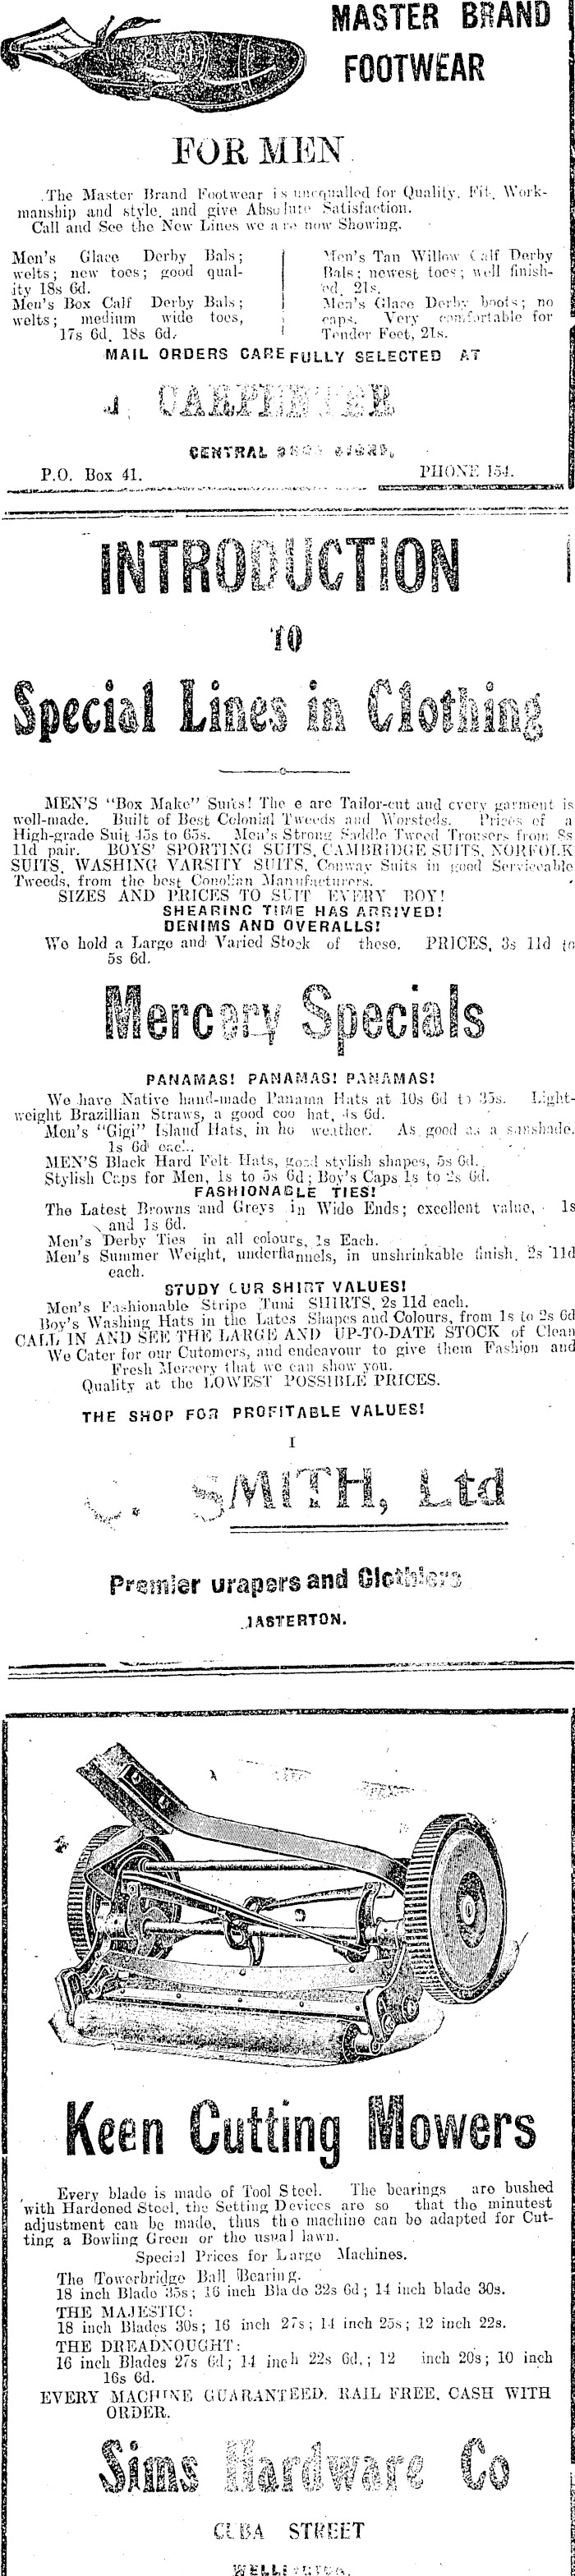 MASTER BRAND
FOOTWEAR
FOR MEN
The Master Brand Footwear is unequalled for Quality. Fit, Work-
manship and style, and give Absolute Satisfaction.
Call and See the New Lines we are now Showing.
Men's Glace Derby Bals;
welts; new toes; good qual-
ity 18s 6d.
Men's Box Calf Derby Bals;
welts; medium wide toes,
17s 6d, 18s 6d.
Men's Tan Willow Calf Derby
Bals; newest toes; well finish-
ed, 21s.
Men's Glace Derby boots; no
caps. Very comfortable for
Tender Feet, 21s.
MAIL ORDERS CAREFULLY SELECTED AT
J. CARPENTER
CENTRAL SHOE STORE,
P.O. Box 41. PHONE 154.
INTRODUCTION
TO
Special Lines in Clothing
MEN'S "Box Make" Suits! The e are Tailor-cut and every garment is
well-made. Built of Best Colonial Tweeds and Worsteds. Prices of a
High-grade Suit 45s to 65s. Men's Strong Saddle Tweed Trousers from 8s
11d pair. BOYS' SPORTING SUITS, CAMBRIDGE SUITS, NORFOLK
SUITS, WASHING VARSITY SUITS, Conway Suits in good Serviceable
Tweeds, from the best Conolian Manufacturers.
SIZES AND PRICES TO SUIT EVERY BOY!
SHEARING TIME HAS ARRIVED!
DENIMS AND OVERALLS!
We hold a Large and Varied Stock of these. PRICES, 3s 11d to
5s 6d.
Mercery Specials
PANAMAS! PANAMAS! PANAMAS!
We have Native hand-made Panama Hats at 10s 6d to 35s. Light-
weight Brazillian Straws, a good coo hat, 4s 6d.
Men's "Gigi" Island Hats, in ho weather. As good as a sunshade.
1s 6d eac
MEN'S Black Hard Felt Hats, good stylish shapes, 5s 6d.
Stylish Caps for Men, 1s to 5s 6d; Boy's Caps 1s to 2s 6d.
FASHIONABLE TIES!
The Latest Browns and Greys in Wide Ends; excellent value, 1s
and 1s 6d.
Men's Derby Ties in all colours, 1s Each.
Men's Summer Weight, underflannels, in unshrinkable finish, 2s 11d
each.
STUDY OUR SHIRT VALUES!
Men's Fashionable Stripe Tunic SHIRTS, 2s 11d each.
Boy's Washing Hats in the Lates Shapes and Colours, from 1s to 2s 6d
CALL IN AND SEE THE LARGE AND UP-TO-DATE STOCK of Clean
We Cater for our Cutomers, and endeavour to give them Fashion and
Fresh Mercery that we can show you.
Quality at the LOWEST POSSIBLE PRICES.
THE SHOP FOR PROFITABLE VALUES!
I
C. SMITH, Ltd
Premier Drapers and Clothiers
MASTERTON.
Keen Cutting Mowers
Every blade is made of Tool Steel. The bearings are bushed
with Hardened Steel, the Setting Devices are so that the minutest
adjustment can be made, thus the machine can be adapted for Cut-
ting a Bowling Green or the usual lawn.
Special Prices for Large Machines.
The Towerbridge Ball Bearing.
18 inch Blade 35s; 16 inch Blade 32s 6d; 14 inch blade 30s.
THE MAJESTIC:
18 inch Blades 30s; 16 inch 27s; 14 inch 25s; 12 inch 22s.
THE DREADNOUGHT:
16 inch Blades 27s 6d; 14 inch 22s 6d.; 12 inch 20s; 10 inch
16s 6d.
EVERY MACHINE GUARANTEED. RAIL FREE, CASH WITH
ORDER.
Sims Hardware Co
CUBA STREET
WELLINGTON.